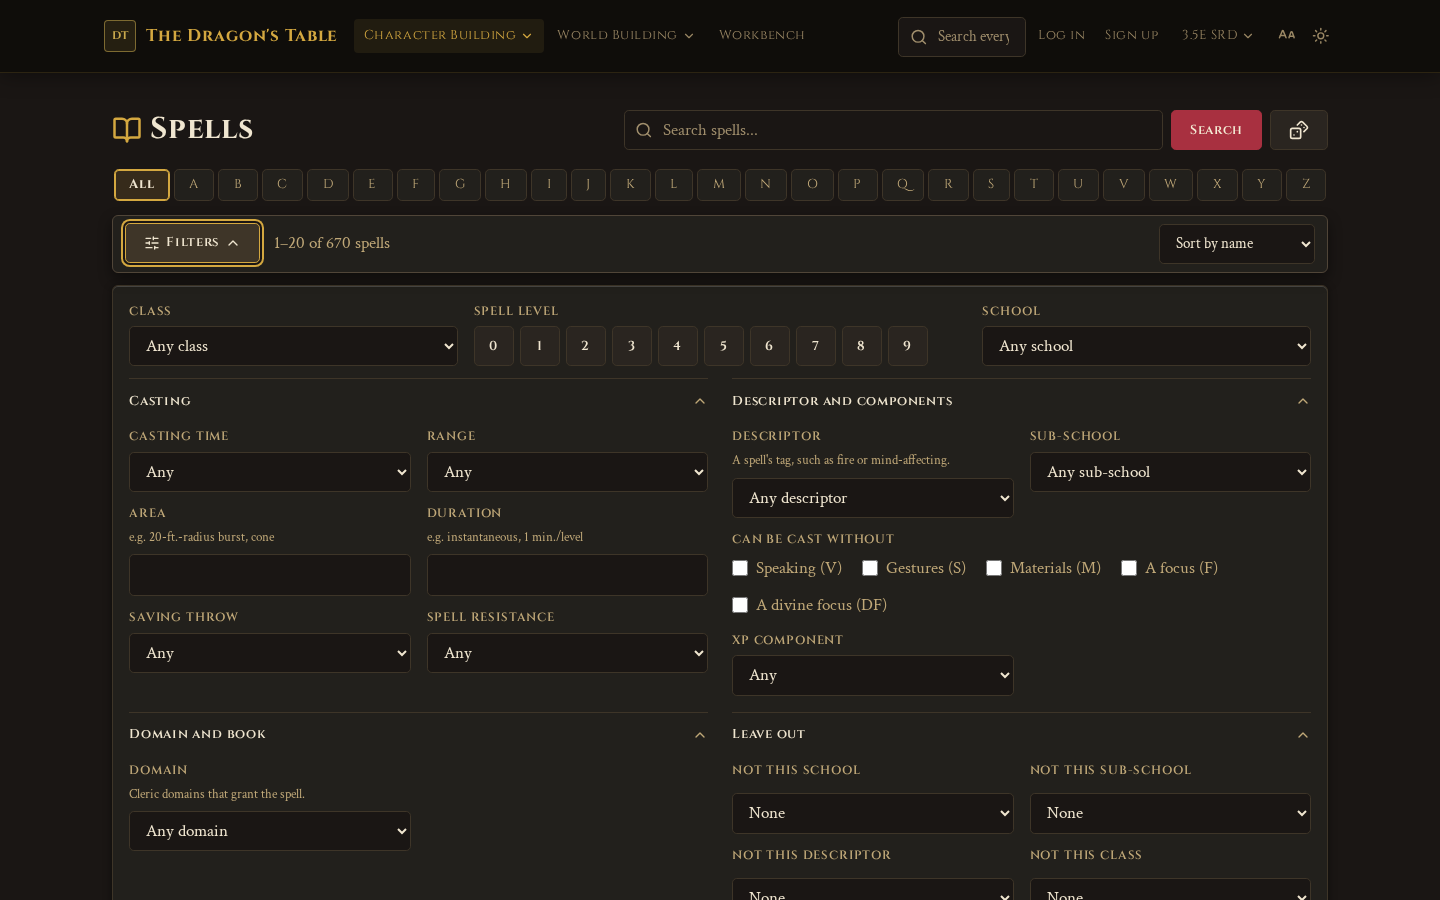 DT The Dragon's Table Character Building World Building Workbench Search every Log in Sign up 3.5E SRD AA
Spells Search spells... Search
All A B C D E F G H I J K L M N O P Q R S T U V W X Y Z
Filters 1–20 of 670 spells Sort by name
Class Spell Level School
Any class 0 1 2 3 4 5 6 7 8 9 Any school
Casting Descriptor and components
Casting time Range Descriptor Sub-school
A spell's tag, such as fire or mind-affecting.
Any Any Any descriptor Any sub-school
Area Duration
e.g. 20-ft.-radius burst, cone e.g. instantaneous, 1 min./level
Can be cast without
Speaking (V) Gestures (S) Materials (M) A focus (F)
A divine focus (DF)
Saving throw Spell resistance
Any Any
XP component
Any
Domain and book Leave out
Domain Not this school Not this sub-school
Cleric domains that grant the spell.
Any domain None None
Not this descriptor Not this class
None None